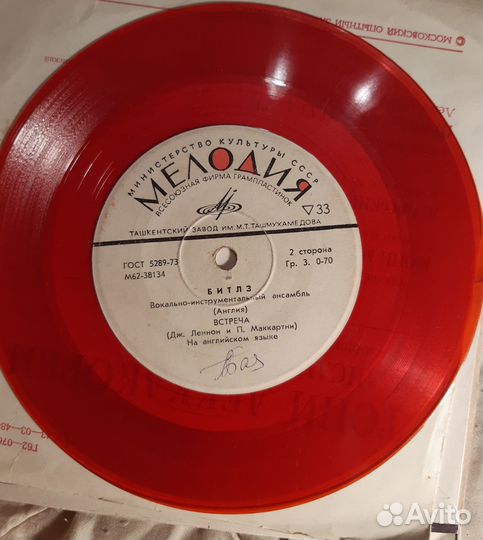 © МОСКОВСКИЙ ОПЫТНЫЙ
МИНИСТЕРСТВО КУЛЬТУРЫ СССР
МЕЛОДИЯ
ВСЕСОЮЗНАЯ ФИРМА ГРАМПЛАСТИНОК
▽33
ТАШКЕНТСКИЙ ЗАВОД ИМ.М.Т.ТАШМУХАМЕДОВА
ГОСТ 5289-73
М62-38134
2 сторона
Гр. 3. 0-70
БИТЛЗ
Вокально-инструментальный ансамбль
(Англия)
ВСТРЕЧА
(Дж. Леннон и П. Маккартни)
На английском языке
Avito